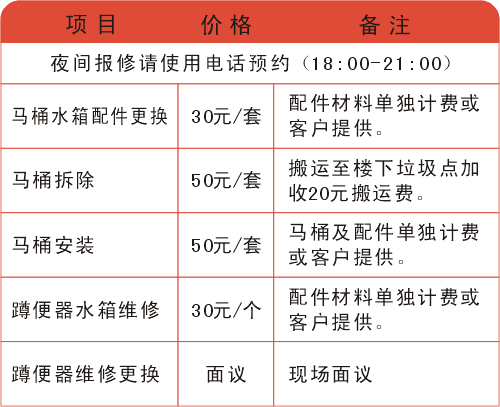 项目 价格 备注
夜间报修请使用电话预约（18:00-21:00）
马桶水箱配件更换 30元/套 配件材料单独计费或
客户提供。
马桶拆除 50元/套 搬运至楼下垃圾点加
收20元搬运费。
马桶安装 50元/套 马桶及配件单独计费
或客户提供。
蹲便器水箱维修 30元/个 配件材料单独计费或
客户提供。
蹲便器维修更换 面议 现场面议